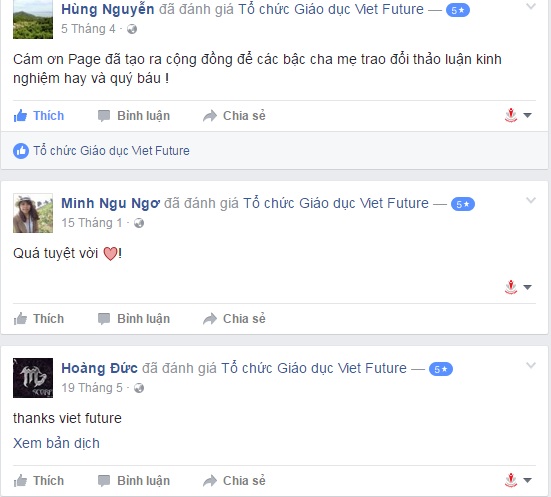 Hùng Nguyễn đã đánh giá Tổ chức Giáo dục Viet Future — 5★
5 Tháng 4 ·
Cám ơn Page đã tạo ra cộng đồng để các bậc cha mẹ trao đổi thảo luận kinh
nghiệm hay và quý báu !
Thích Bình luận Chia sẻ
Tổ chức Giáo dục Viet Future
Minh Ngu Ngơ đã đánh giá Tổ chức Giáo dục Viet Future — 5★
15 Tháng 1 ·
Quá tuyệt vời ❤!
Thích Bình luận Chia sẻ
Hoàng Đức đã đánh giá Tổ chức Giáo dục Viet Future — 5★
19 Tháng 5 ·
thanks viet future
Xem bản dịch
Thích Bình luận Chia sẻ